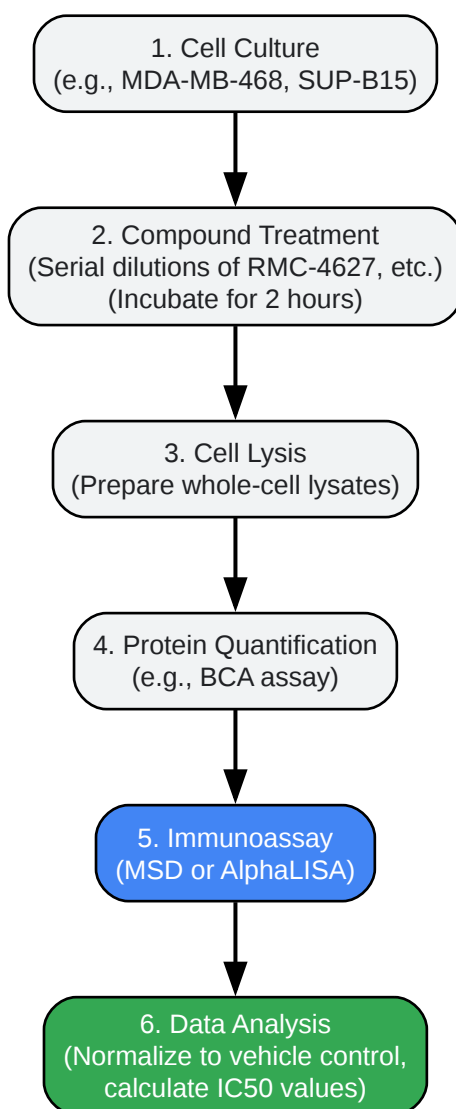 1. Cell Culture
(e.g., MDA-MB-468, SUP-B15)
2. Compound Treatment
(Serial dilutions of RMC-4627, etc.)
(Incubate for 2 hours)
3. Cell Lysis
(Prepare whole-cell lysates)
4. Protein Quantification
(e.g., BCA assay)
5. Immunoassay
(MSD or AlphaLISA)
6. Data Analysis
(Normalize to vehicle control,
calculate IC50 values)